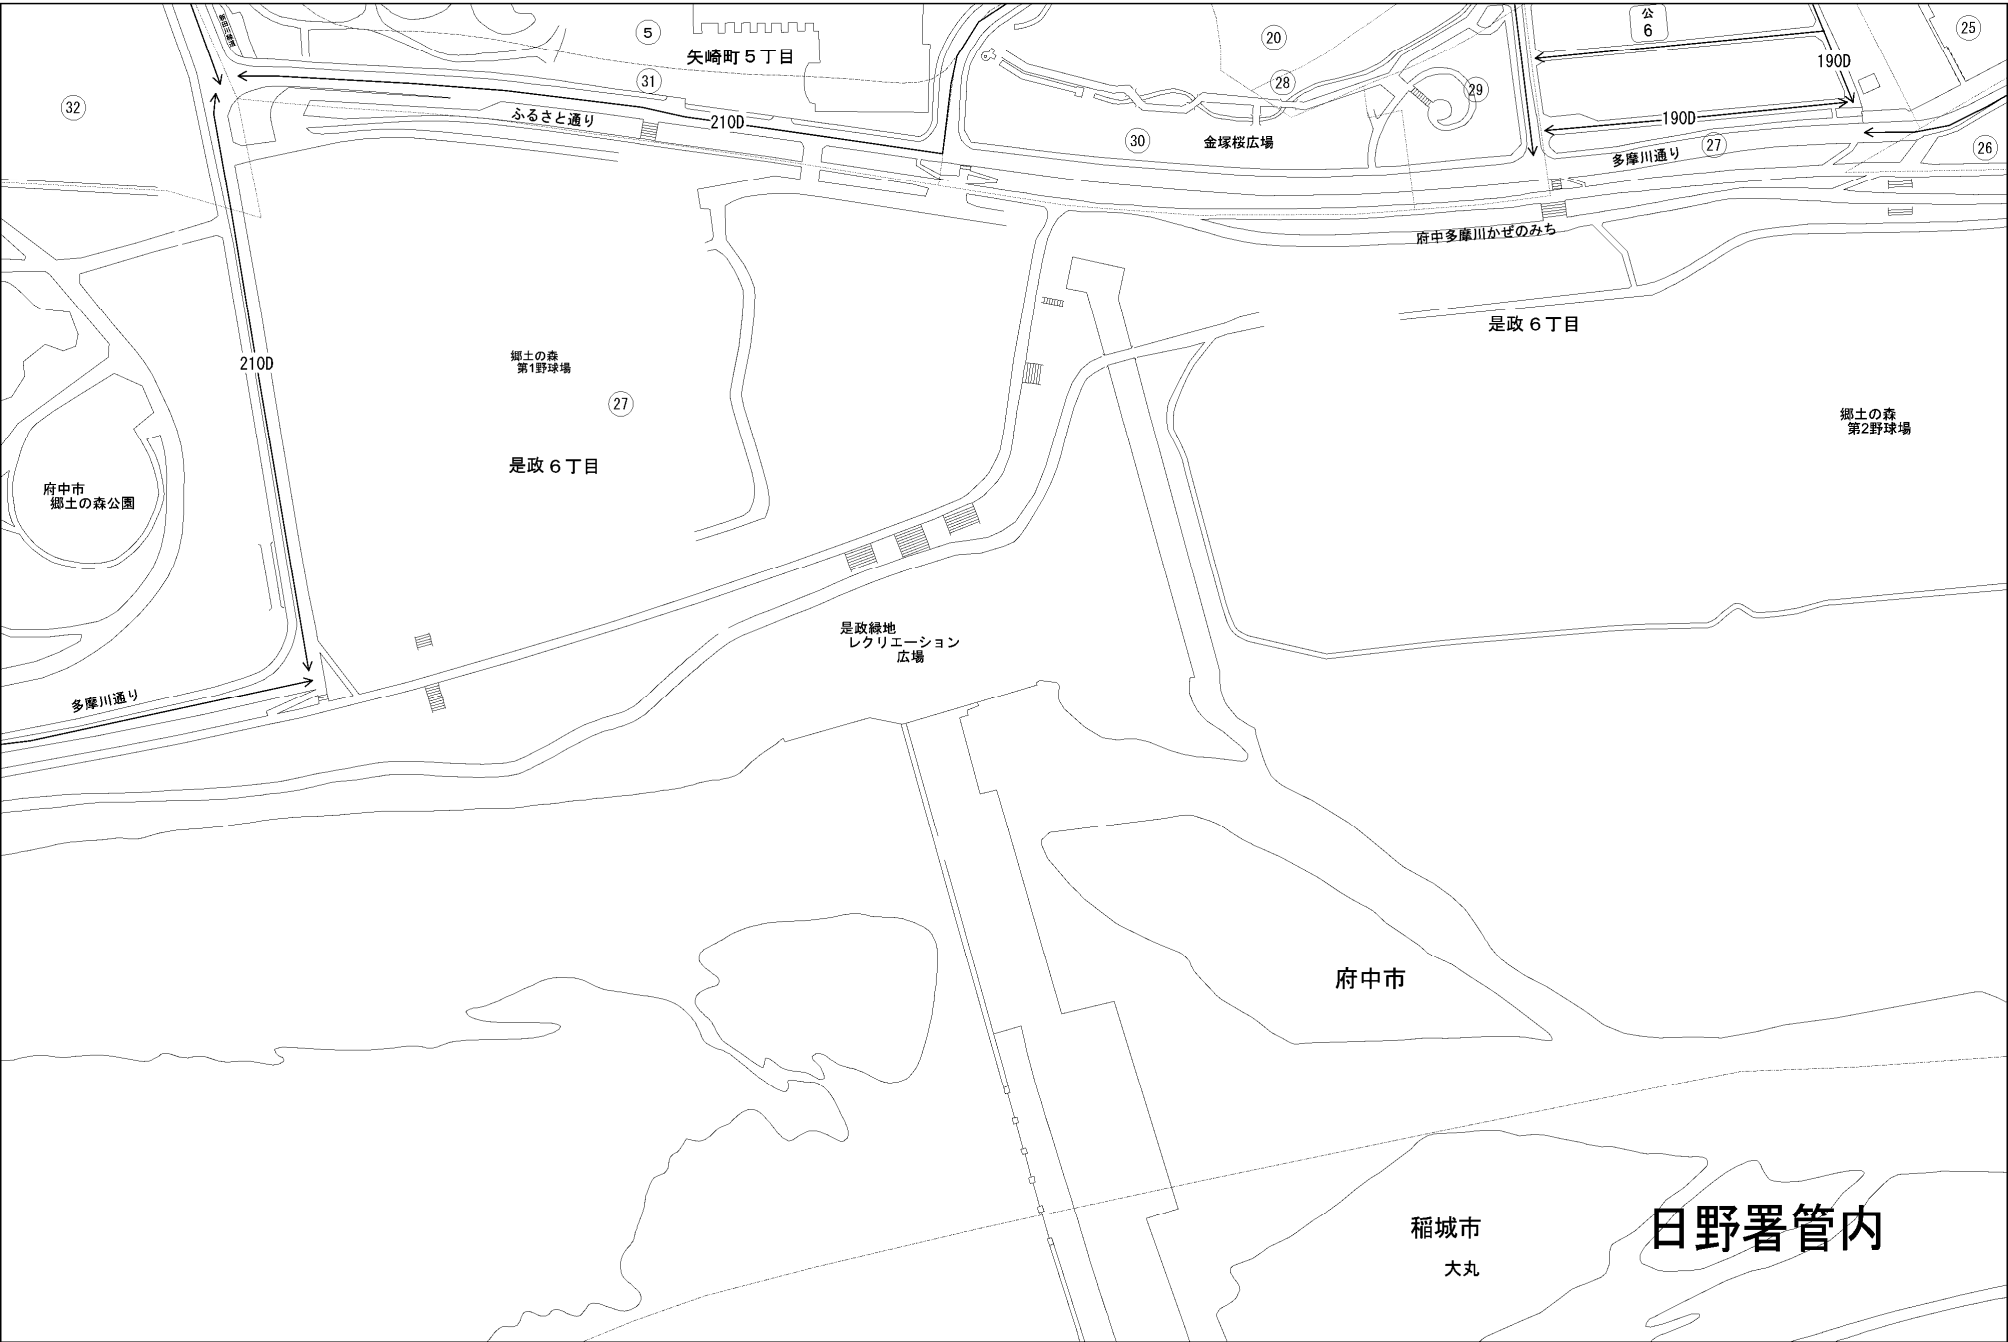 5
矢崎町5丁目
31
20
28
29
公
6
25
190D
32
ふるさと通り
210D
30
金塚桜広場
190D
多摩川通り
27
26
府中多摩川かぜのみち
是政6丁目
210D
郷土の森
第1野球場
27
郷土の森
第2野球場
是政6丁目
府中市
郷土の森公園
是政緑地
レクリエーション
広場
多摩川通り
府中市
稲城市
大丸
日野署管内